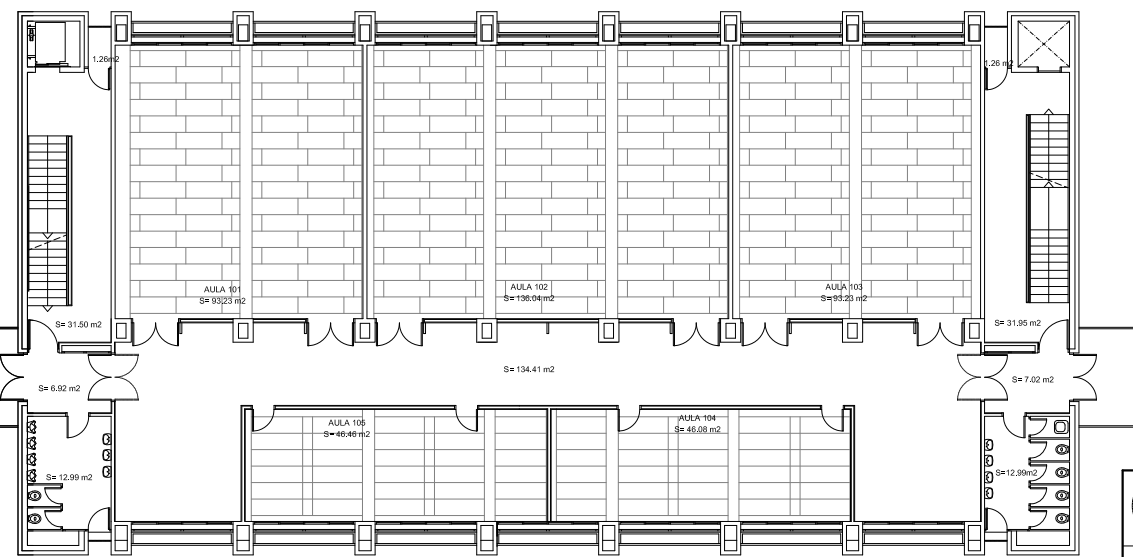 1.26m2
1.26 m2
AULA 101
S= 93.23 m2
AULA 102
S= 136.04 m2
AULA 103
S= 93.23 m2
S= 31.50 m2
S= 31.95 m2
S= 134.41 m2
S= 6.92 m2
S= 7.02 m2
AULA 105
S= 46.46 m2
AULA 104
S= 46.08 m2
S= 12.99 m2
S=12.99 m2